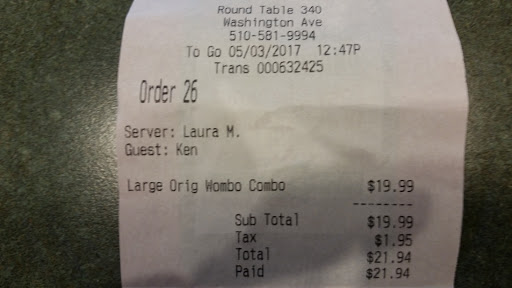 Round Table 340
Washington Ave
510-581-9994
To Go 05/03/2017 12:47P
Trans 000632425
Order 26
Server: Laura M.
Guest: Ken
Large Orig Wombo Combo $19.99
--------
Sub Total $19.99
Tax $1.95
Total $21.94
Paid $21.94